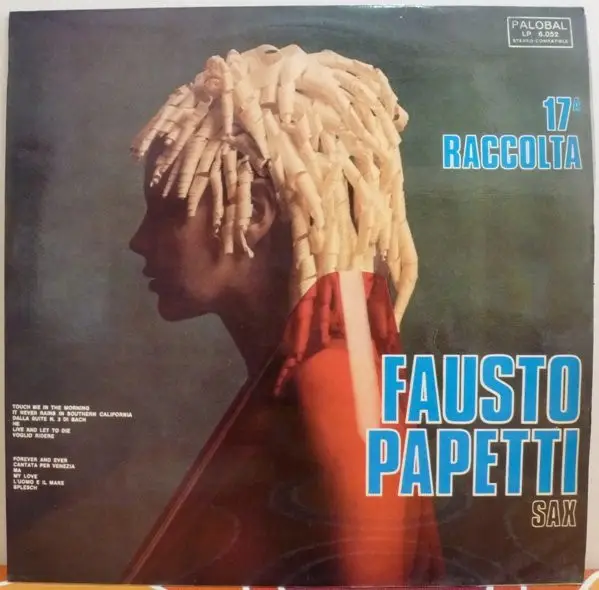 PALOBAL
LP 6.052
STEREO-COMPATIBLE
17ª
RACCOLTA
FAUSTO
PAPETTI
SAX
TOUCH ME IN THE MORNING
IT NEVER RAINS IN SOUTHERN CALIFORNIA
DALLA SUITE N. 3 DI BACH
HE
LIVE AND LET TO DIE
VOGLIO RIDERE
FOREVER AND EVER
CANTATA PER VENEZIA
MA
MY LOVE
L'UOMO E IL MARE
SPLESCH